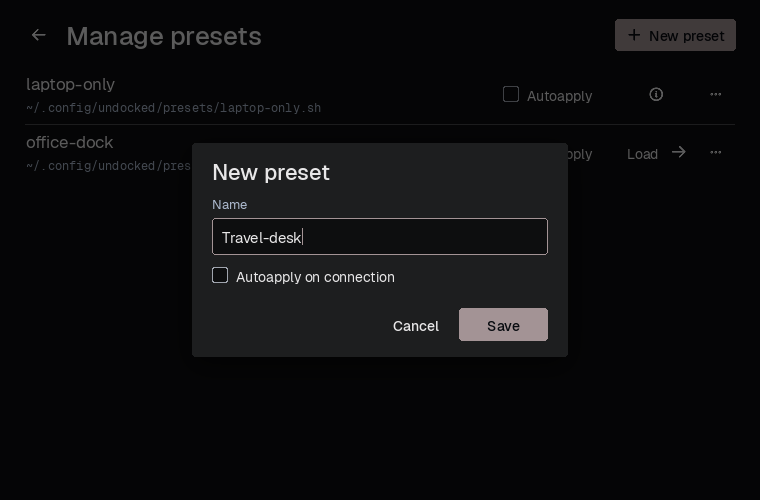 Manage presets
New preset
laptop-only
~/.config/undocked/presets/laptop-only.sh
Autoapply
office-dock
~/.config/undocked/pres
pply
Load
New preset
Name
Travel-desk
Autoapply on connection
Cancel
Save